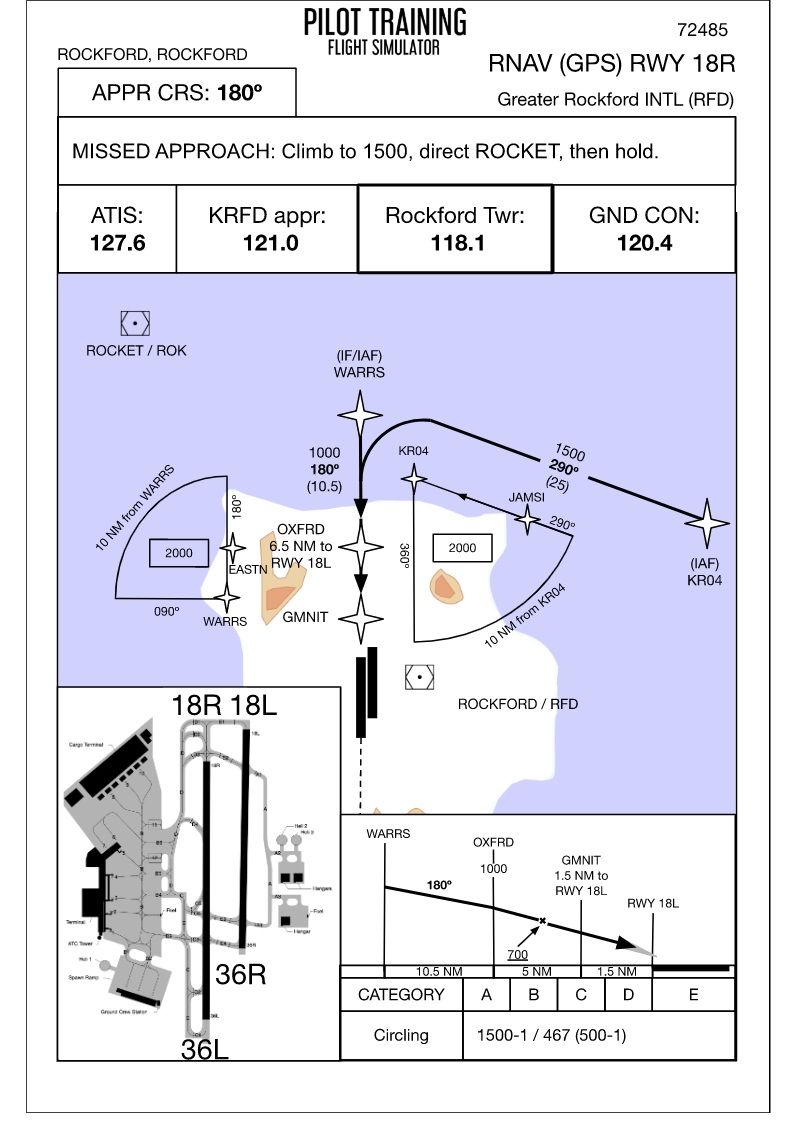 PILOT TRAINING
FLIGHT SIMULATOR
72485
ROCKFORD, ROCKFORD
RNAV (GPS) RWY 18R
APPR CRS: 180º
Greater Rockford INTL (RFD)
MISSED APPROACH: Climb to 1500, direct ROCKET, then hold.
ATIS:
127.6
KRFD appr:
121.0
Rockford Twr:
118.1
GND CON:
120.4
ROCKET / ROK
(IF/IAF)
WARRS
1000
180º
(10.5)
KR04
1500
290º
(25)
JAMSI
290º
10 NM from WARRS
180º
2000
EASTN
090º
WARRS
OXFRD
6.5 NM to
RWY 18L
360º
2000
10 NM from KR04
(IAF)
KR04
GMNIT
ROCKFORD / RFD
18R 18L
Cargo Terminal
18L
18R
Heli 2
Heli 3
Hangars
Fuel
Fuel
Hangar
Terminal
ATC Tower
Heli 1
Spawn Ramp
Ground Crew Station
36R
36R
36L
36L
WARRS
OXFRD
1000
GMNIT
1.5 NM to
RWY 18L
RWY 18L
180º
700
10.5 NM
5 NM
1.5 NM
CATEGORY
A
B
C
D
E
Circling
1500-1 / 467 (500-1)